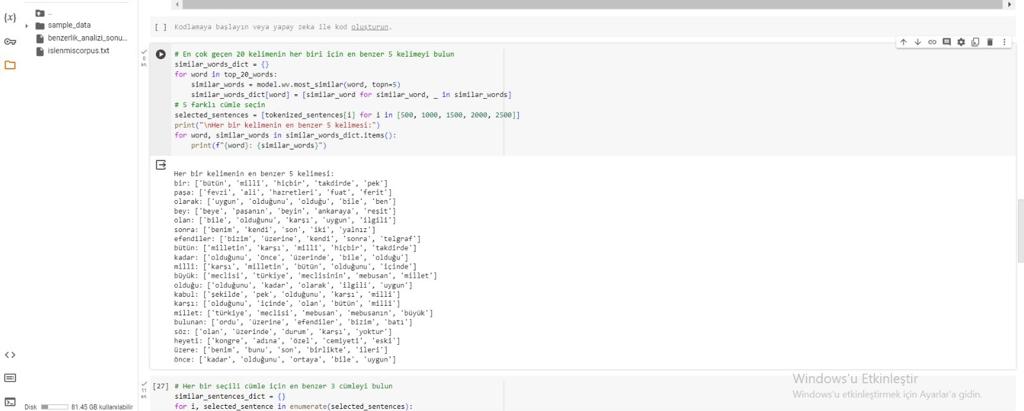 {x}
..
sample_data
benzerlik_analizi_sonu...
islenmiscorpus.txt
[ ] Kodlamaya başlayın veya yapay zeka ile kod oluşturun.
# En çok geçen 20 kelimenin her biri için en benzer 5 kelimeyi bulun
similar_words_dict = {}
for word in top_20_words:
similar_words = model.wv.most_similar(word, topn=5)
similar_words_dict[word] = [similar_word for similar_word, _ in similar_words]
# 5 farklı cümle seçin
selected_sentences = [tokenized_sentences[i] for i in [500, 1000, 1500, 2000, 2500]]
print("\nHer bir kelimenin en benzer 5 kelimesi:")
for word, similar_words in similar_words_dict.items():
print(f"{word}: {similar_words}")
Her bir kelimenin en benzer 5 kelimesi:
bir: ['bütün', 'millî', 'hiçbir', 'takdirde', 'pek']
paşa: ['fevzi', 'ali', 'hazretleri', 'fuat', 'ferit']
olarak: ['uygun', 'olduğunu', 'olduğu', 'bile', 'ben']
bey: ['beye', 'paşanın', 'beyin', 'ankaraya', 'reşit']
olan: ['bile', 'olduğunu', 'karşı', 'uygun', 'ilgili']
sonra: ['benim', 'kendi', 'son', 'iki', 'yalnız']
efendiler: ['bizim', 'üzerine', 'kendi', 'sonra', 'telgraf']
bütün: ['milletin', 'karşı', 'millî', 'hiçbir', 'takdirde']
kadar: ['olduğunu', 'önce', 'üzerinde', 'bile', 'olduğu']
millî: ['karşı', 'milletin', 'bütün', 'olduğunu', 'içinde']
büyük: ['meclisi', 'türkiye', 'meclisinin', 'mebusan', 'millet']
olduğu: ['olduğunu', 'kadar', 'olarak', 'ilgili', 'uygun']
kabul: ['şekilde', 'pek', 'olduğunu', 'karşı', 'millî']
karşı: ['olduğunu', 'içinde', 'olan', 'bütün', 'millî']
millet: ['türkiye', 'meclisi', 'mebusan', 'mebusanın', 'büyük']
bulunan: ['ordu', 'üzerine', 'efendiler', 'bizim', 'batı']
söz: ['olan', 'üzerinde', 'durum', 'karşı', 'yoktur']
heyeti: ['kongre', 'adına', 'özel', 'cemiyeti', 'eski']
üzere: ['benim', 'bunu', 'son', 'birlikte', 'ileri']
önce: ['kadar', 'olduğunu', 'ortaya', 'bile', 'uygun']
[27] # Her bir seçili cümle için en benzer 3 cümleyi bulun
similar_sentences_dict = {}
for i, selected_sentence in enumerate(selected_sentences):
Disk 81.45 GB kullanılabilir
Windows'u Etkinleştir
Windows'u etkinleştirmek için Ayarlar'a gidin.